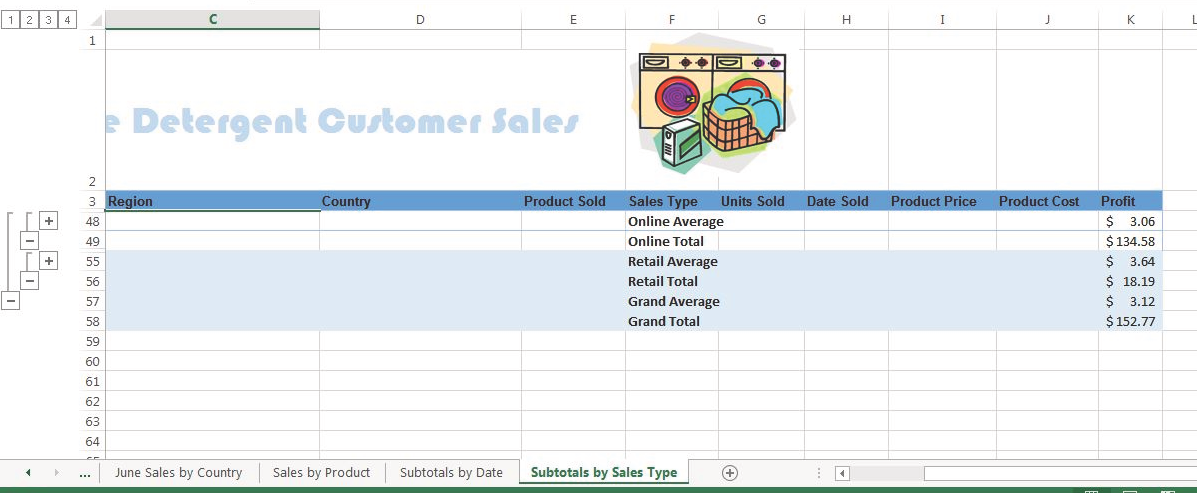 1 2 3 4 C D E F G H I J K L
1
e Detergent Customer Sales
2
3 Region Country Product Sold Sales Type Units Sold Date Sold Product Price Product Cost Profit
48 Online Average $ 3.06
49 Online Total $ 134.58
55 Retail Average $ 3.64
56 Retail Total $ 18.19
57 Grand Average $ 3.12
58 Grand Total $ 152.77
59
60
61
62
63
64
... June Sales by Country Sales by Product Subtotals by Date Subtotals by Sales Type